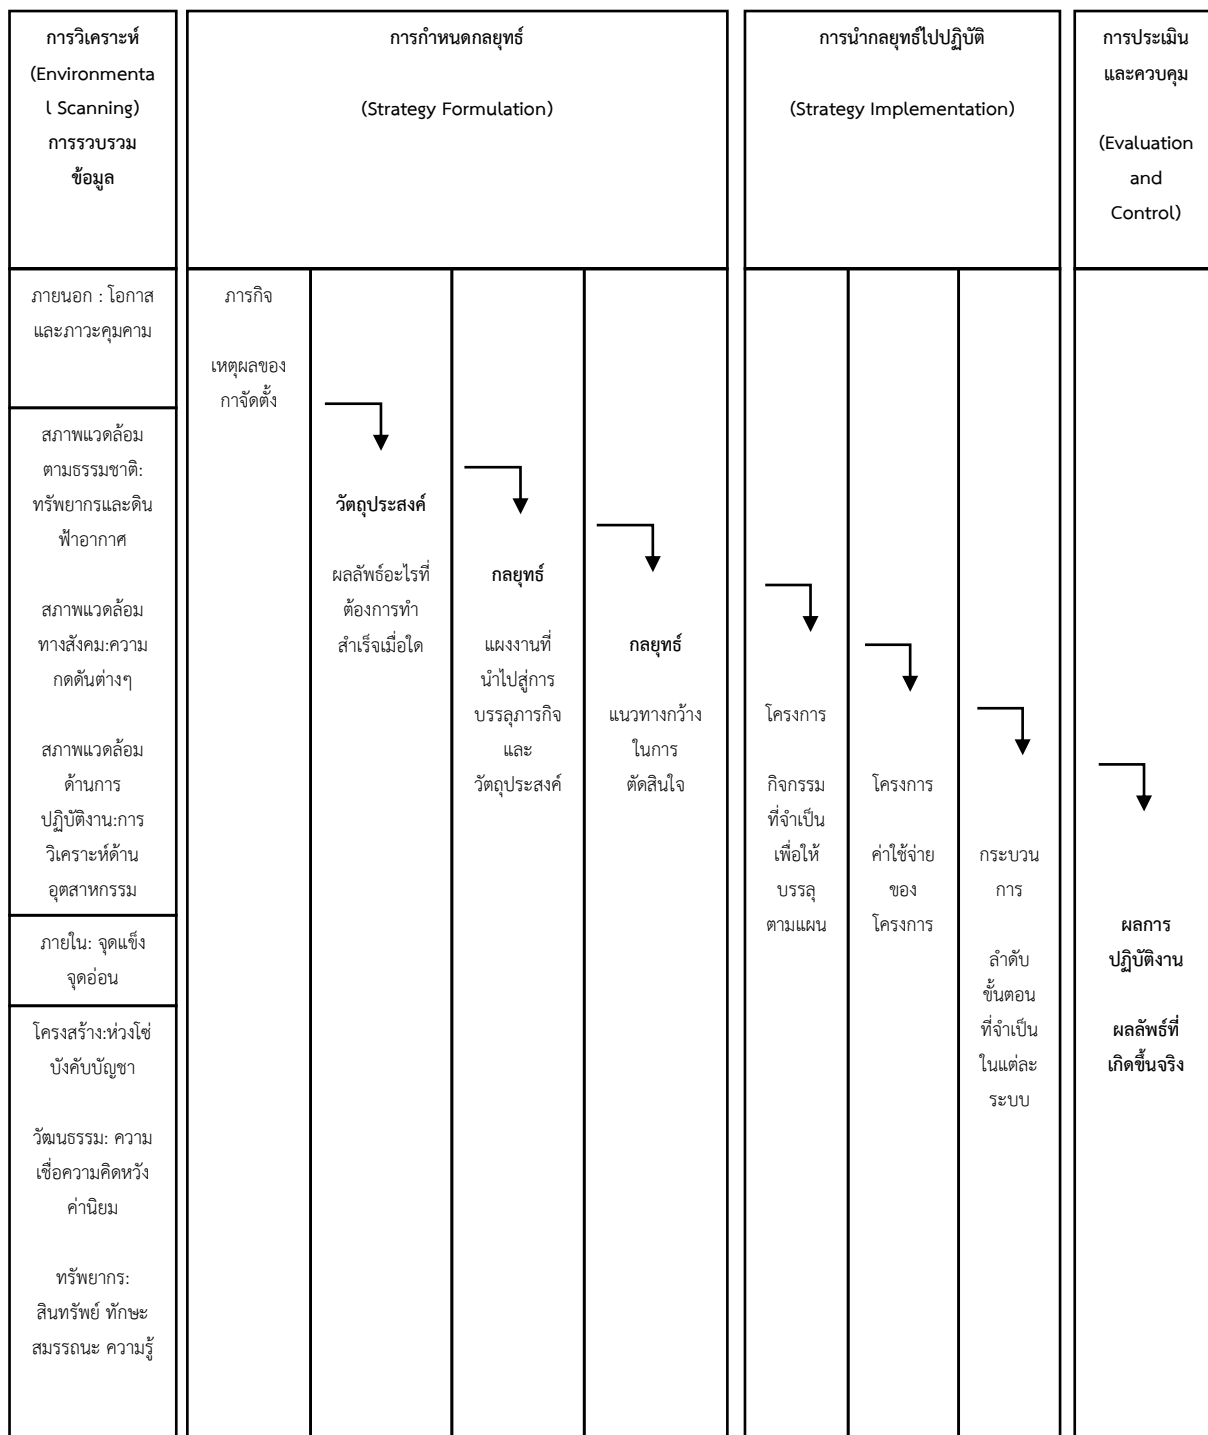 การวิเคราะห์
(Environmenta
l Scanning)
การรวบรวม
ข้อมูล
การกำหนดกลยุทธ์
(Strategy Formulation)
การนำกลยุทธ์ไปปฏิบัติ
(Strategy Implementation)
การประเมิน
และควบคุม
(Evaluation
and
Control)
ภายนอก : โอกาส
และภาวะคุมคาม
สภาพแวดล้อม
ตามธรรมชาติ:
ทรัพยากรและดิน
ฟ้าอากาศ
สภาพแวดล้อม
ทางสังคม:ความ
กดดันต่างๆ
สภาพแวดล้อม
ด้านการ
ปฏิบัติงาน:การ
วิเคราะห์ด้าน
อุตสาหกรรม
ภายใน: จุดแข็ง
จุดอ่อน
โครงสร้าง:ห่วงโซ่
บังคับบัญชา
วัฒนธรรม: ความ
เชื่อความคิดหวัง
ค่านิยม
ทรัพยากร:
สินทรัพย์ ทักษะ
สมรรถนะ ความรู้
ภารกิจ
เหตุผลของ
กาจัดตั้ง
วัตถุประสงค์
ผลลัพธ์อะไรที่
ต้องการทำ
สำเร็จเมื่อใด
กลยุทธ์
แผงงานที่
นำไปสู่การ
บรรลุภารกิจ
และ
วัตถุประสงค์
กลยุทธ์
แนวทางกว้าง
ในการ
ตัดสินใจ
โครงการ
กิจกรรม
ที่จำเป็น
เพื่อให้
บรรลุ
ตามแผน
โครงการ
ค่าใช้จ่าย
ของ
โครงการ
กระบวน
การ
ลำดับ
ขั้นตอน
ที่จำเป็น
ในแต่ละ
ระบบ
ผลการ
ปฏิบัติงาน
ผลลัพธ์ที่
เกิดขึ้นจริง